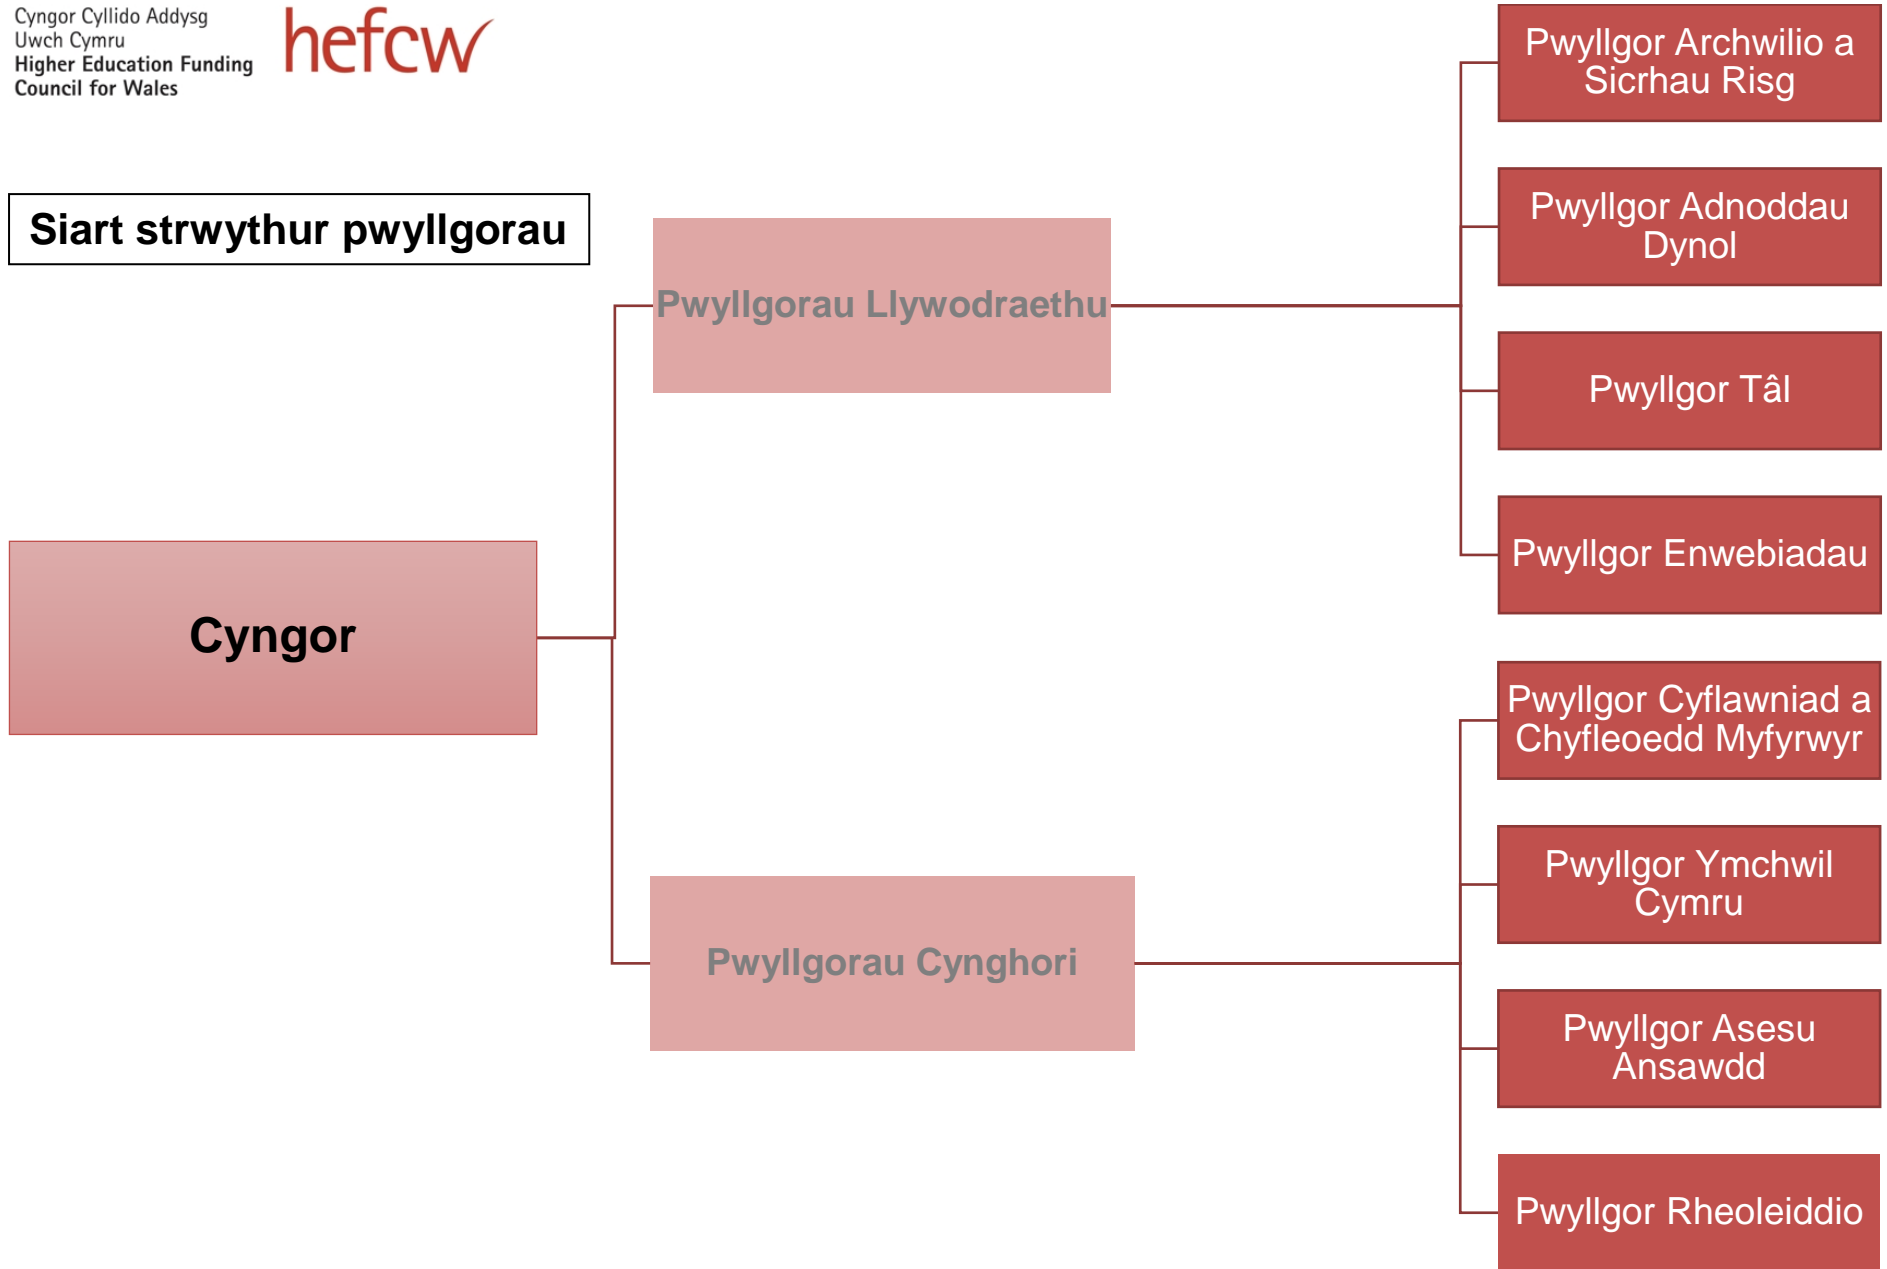 Cyngor Cyllido Addysg
Uwch Cymru
Higher Education Funding
Council for Wales
hefcw
Siart strwythur pwyllgorau
Cyngor
Pwyllgorau Llywodraethu
Pwyllgor Archwilio a
Sicrhau Risg
Pwyllgor Adnoddau
Dynol
Pwyllgor Tâl
Pwyllgor Enwebiadau
Pwyllgorau Cynghori
Pwyllgor Cyflawniad a
Chyfleoedd Myfyrwyr
Pwyllgor Ymchwil
Cymru
Pwyllgor Asesu
Ansawdd
Pwyllgor Rheoleiddio